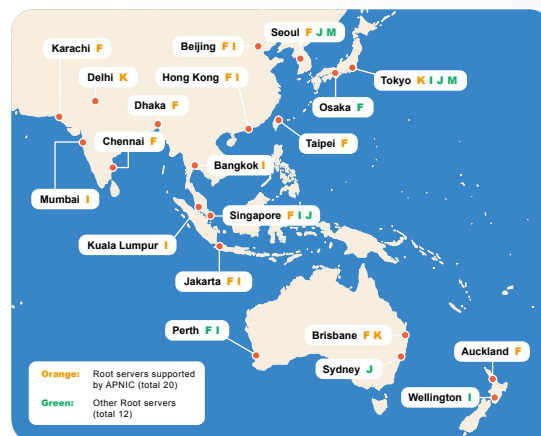 Seoul F J M
Beijing F I
Karachi F
Delhi K
Hong Kong F I
Tokyo K I J M
Dhaka F
Osaka F
Chennai F
Taipei F
Bangkok I
Mumbai I
Singapore F I J
Kuala Lumpur I
Jakarta F I
Perth F I
Brisbane F K
Auckland F
Sydney J
Wellington I
Orange: Root servers supported
by APNIC (total 20)
Green: Other Root servers
(total 12)